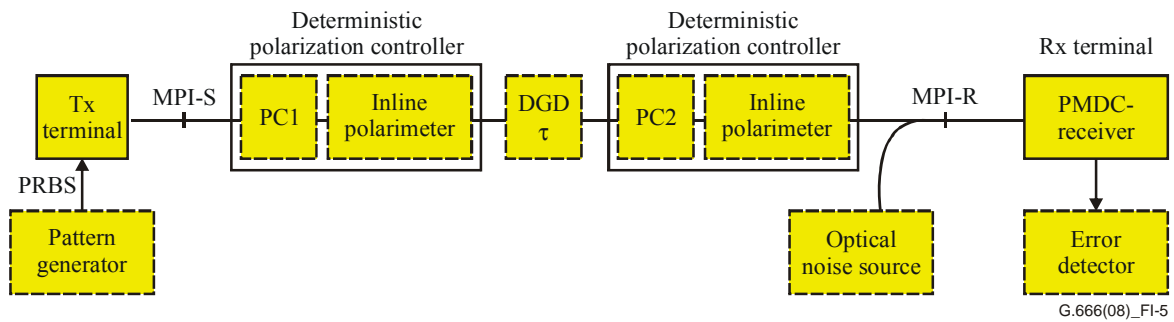 Deterministic
polarization controller
Deterministic
polarization controller
Rx terminal
Tx
terminal
MPI-S
PC1
Inline
polarimeter
DGD
τ
PC2
Inline
polarimeter
MPI-R
PMDC-
receiver
PRBS
Pattern
generator
Optical
noise source
Error
detector
G.666(08)_FI-5